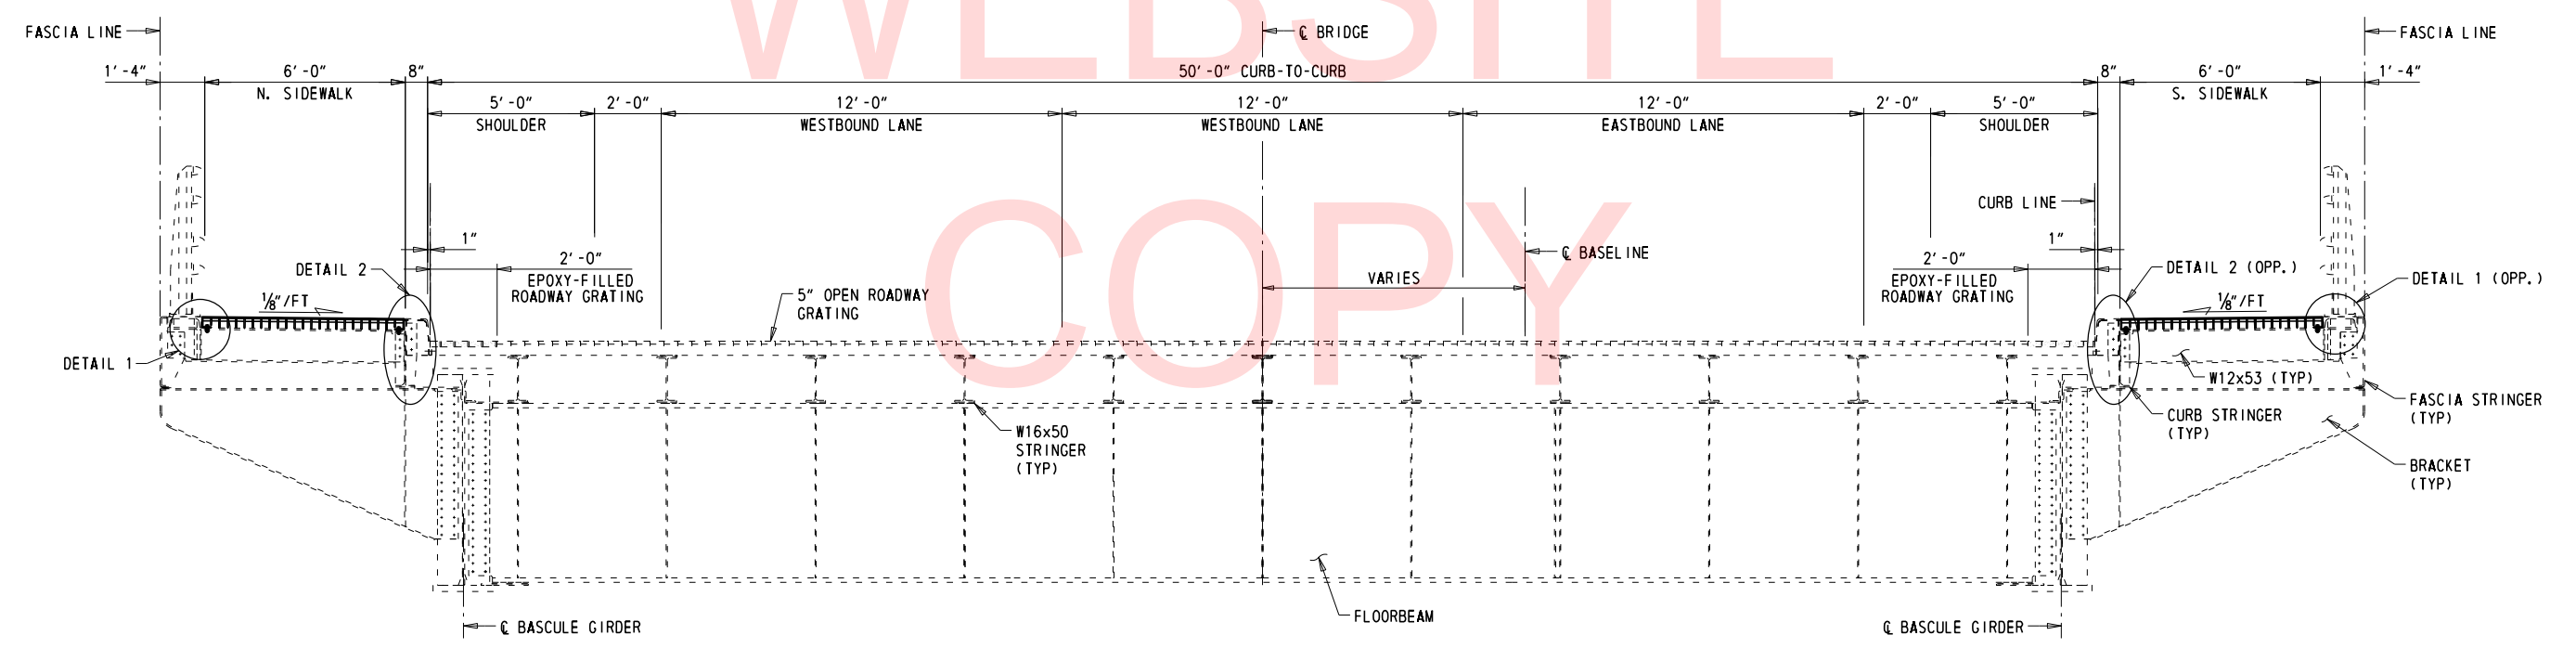 WEBSITE
COPY
FASCIA LINE
℄ BRIDGE
FASCIA LINE
1'-4"
6'-0"
8"
50'-0" CURB-TO-CURB
8"
6'-0"
1'-4"
N. SIDEWALK
S. SIDEWALK
5'-0"
2'-0"
12'-0"
12'-0"
12'-0"
2'-0"
5'-0"
SHOULDER
WESTBOUND LANE
WESTBOUND LANE
EASTBOUND LANE
SHOULDER
CURB LINE
1"
1"
2'-0"
EPOXY-FILLED
ROADWAY GRATING
℄ BASELINE
2'-0"
EPOXY-FILLED
ROADWAY GRATING
DETAIL 2
DETAIL 2 (OPP.)
DETAIL 1 (OPP.)
VARIES
⅛"/FT
5" OPEN ROADWAY
GRATING
⅛"/FT
DETAIL 1
W12x53 (TYP)
FASCIA STRINGER
(TYP)
CURB STRINGER
(TYP)
W16x50
STRINGER
(TYP)
BRACKET
(TYP)
FLOORBEAM
℄ BASCULE GIRDER
℄ BASCULE GIRDER